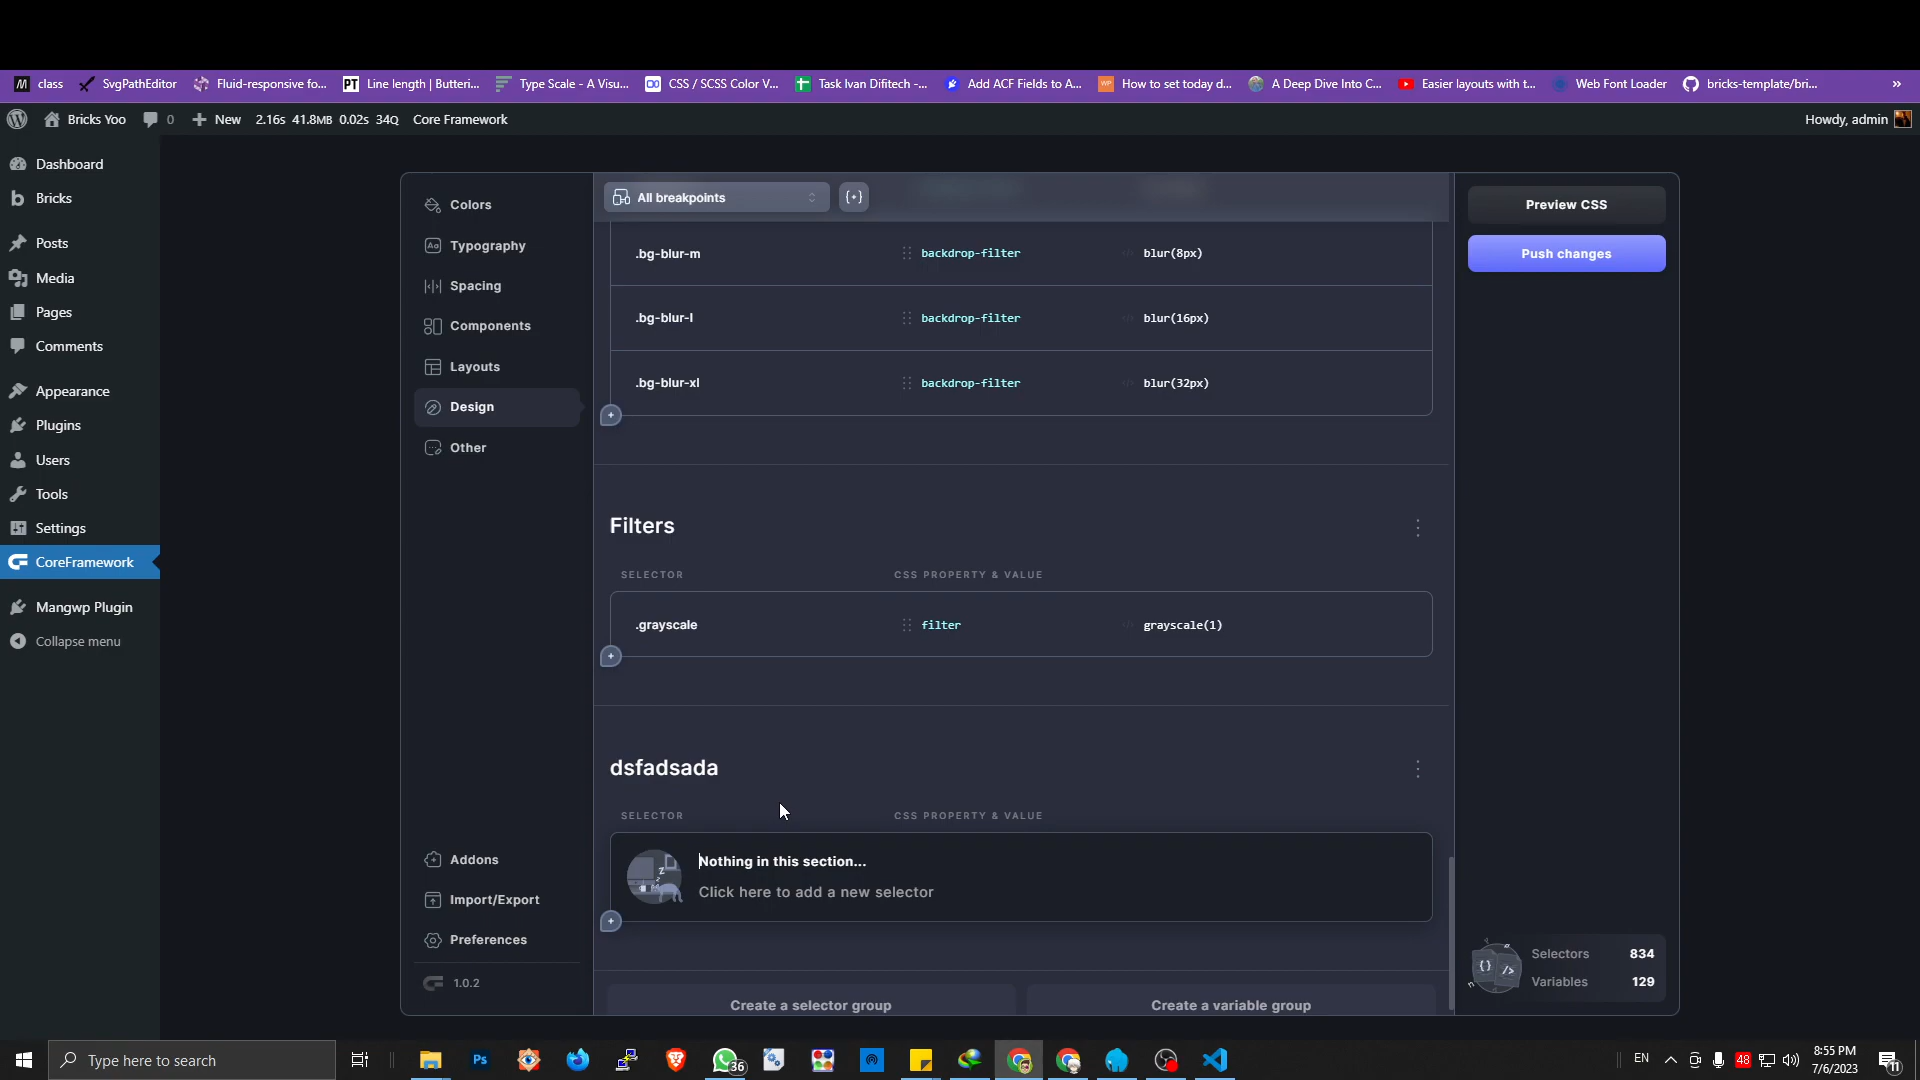 class
SvgPathEditor
Fluid-responsive fo...
PT
Line length | Butteri...
Type Scale - A Visu...
CSS / SCSS Color V...
Task Ivan Difitech -...
Add ACF Fields to A...
WP
How to set today d...
A Deep Dive Into C...
Easier layouts with t...
Web Font Loader
bricks-template/bri...
»
Bricks Yoo
0
New
2.16s 41.8MB 0.02s 34Q
Core Framework
Howdy, admin
Dashboard
Bricks
Posts
Media
Pages
Comments
Appearance
Plugins
Users
Tools
Settings
CoreFramework
Mangwp Plugin
Collapse menu
Colors
Typography
Spacing
Components
Layouts
Design
Other
Addons
Import/Export
Preferences
1.0.2
All breakpoints
.bg-blur-m
backdrop-filter
blur(8px)
.bg-blur-l
backdrop-filter
blur(16px)
.bg-blur-xl
backdrop-filter
blur(32px)
Filters
SELECTOR
CSS PROPERTY & VALUE
.grayscale
filter
grayscale(1)
dsfadsada
SELECTOR
CSS PROPERTY & VALUE
Nothing in this section...
Click here to add a new selector
Create a selector group
Create a variable group
Preview CSS
Push changes
Selectors 834
Variables 129
Type here to search
Ps
36
EN
48
8:55 PM
7/6/2023
11